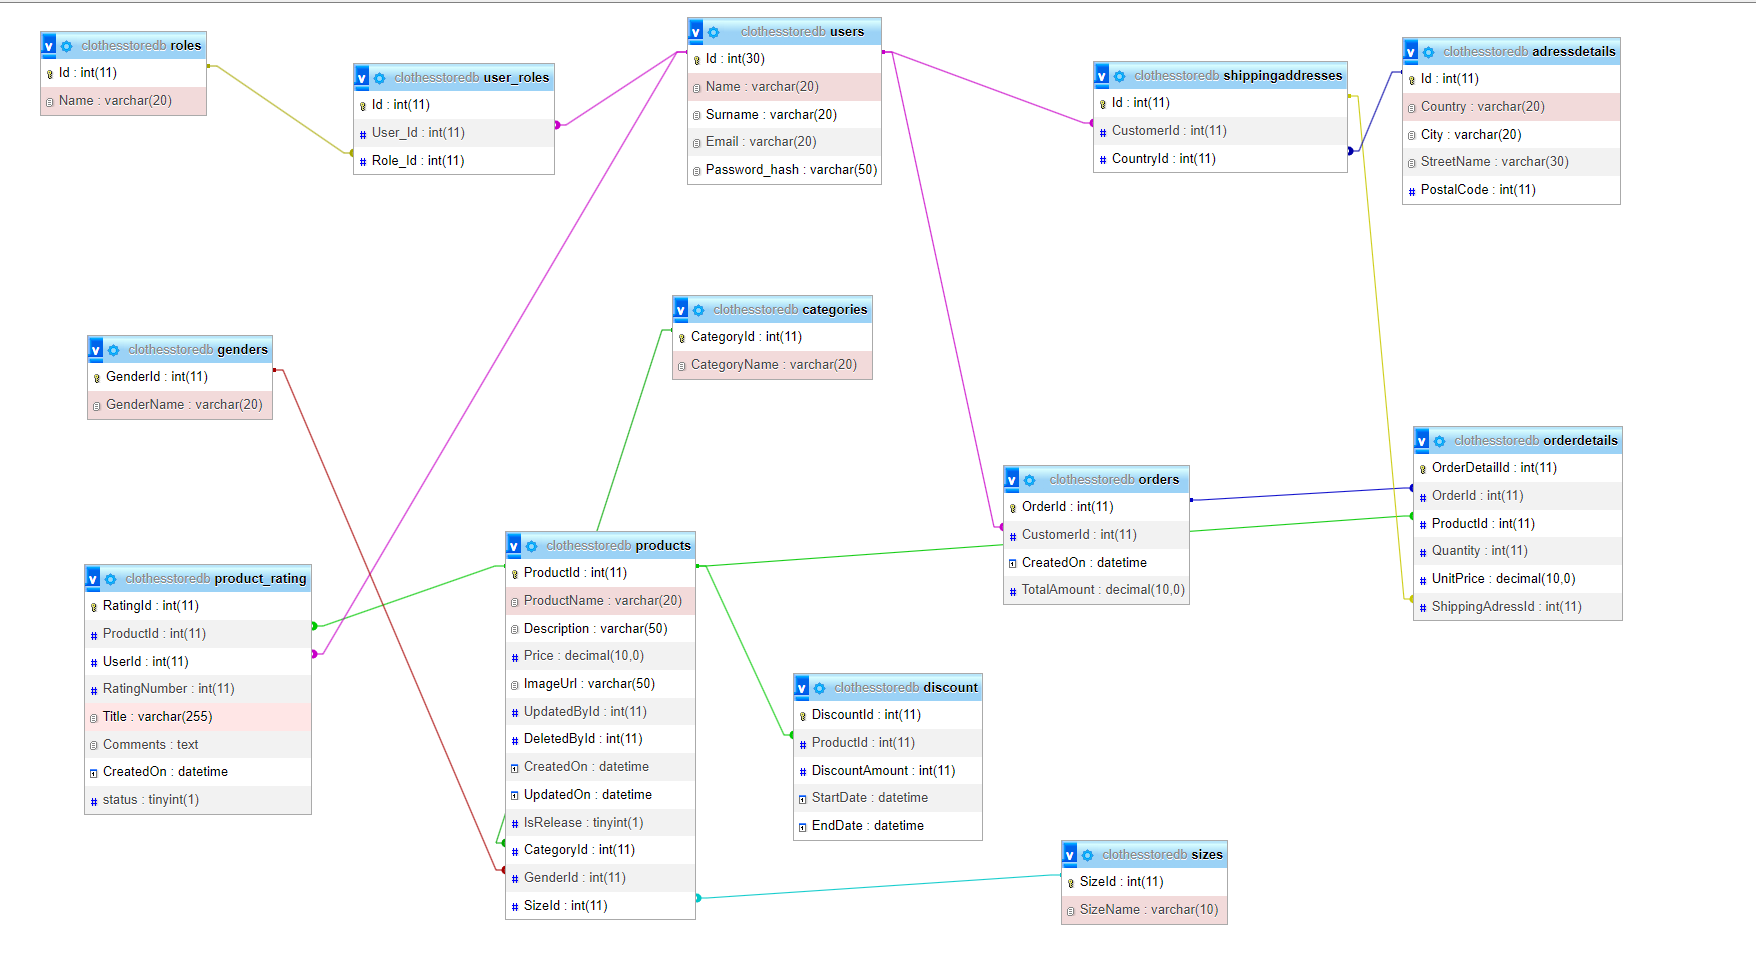 clothesstoredb roles
Id : int(11)
Name : varchar(20)
clothesstoredb user_roles
Id : int(11)
User_Id : int(11)
Role_Id : int(11)
clothesstoredb users
Id : int(30)
Name : varchar(20)
Surname : varchar(20)
Email : varchar(20)
Password_hash : varchar(50)
clothesstoredb shippingaddresses
Id : int(11)
CustomerId : int(11)
CountryId : int(11)
clothesstoredb adressdetails
Id : int(11)
Country : varchar(20)
City : varchar(20)
StreetName : varchar(30)
PostalCode : int(11)
clothesstoredb genders
GenderId : int(11)
GenderName : varchar(20)
clothesstoredb categories
CategoryId : int(11)
CategoryName : varchar(20)
clothesstoredb orders
OrderId : int(11)
CustomerId : int(11)
CreatedOn : datetime
TotalAmount : decimal(10,0)
clothesstoredb orderdetails
OrderDetailId : int(11)
OrderId : int(11)
ProductId : int(11)
Quantity : int(11)
UnitPrice : decimal(10,0)
ShippingAdressId : int(11)
clothesstoredb product_rating
RatingId : int(11)
ProductId : int(11)
UserId : int(11)
RatingNumber : int(11)
Title : varchar(255)
Comments : text
CreatedOn : datetime
status : tinyint(1)
clothesstoredb products
ProductId : int(11)
ProductName : varchar(20)
Description : varchar(50)
Price : decimal(10,0)
ImageUrl : varchar(50)
UpdatedById : int(11)
DeletedById : int(11)
CreatedOn : datetime
UpdatedOn : datetime
IsRelease : tinyint(1)
CategoryId : int(11)
GenderId : int(11)
SizeId : int(11)
clothesstoredb discount
DiscountId : int(11)
ProductId : int(11)
DiscountAmount : int(11)
StartDate : datetime
EndDate : datetime
clothesstoredb sizes
SizeId : int(11)
SizeName : varchar(10)